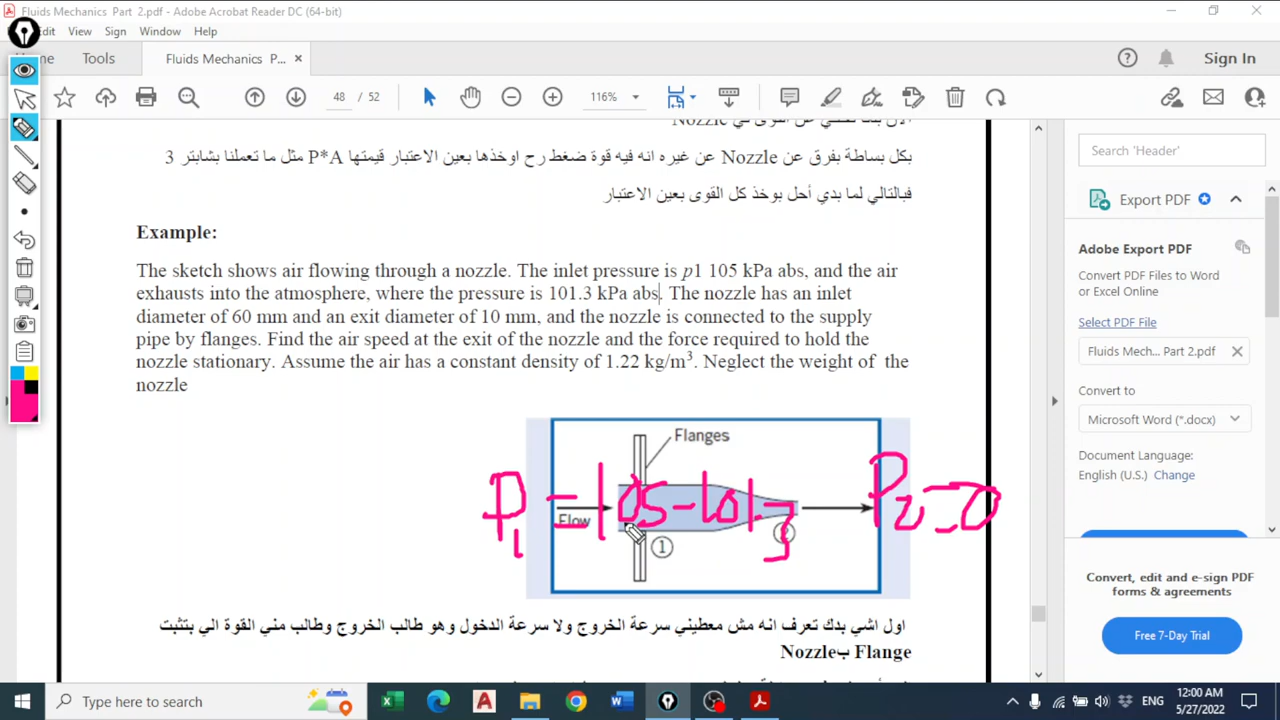 Fluids Mechanics Part 2.pdf - Adobe Acrobat Reader DC (64-bit)
Edit View Sign Window Help
Tools
Fluids Mechanics P...
Sign In
48 / 52
116%
الان بدنا نحكي عن القوى في Nozzle
بكل بساطة بفرق عن Nozzle عن غيره انه فيه قوة ضغط رح اوخذها بعين الاعتبار قيمتها P*A مثل ما تعملنا بشابتر 3
فبالتالي لما بدي أحل بوخذ كل القوى بعين الاعتبار
Example:
The sketch shows air flowing through a nozzle. The inlet pressure is p1 105 kPa abs, and the air
exhausts into the atmosphere, where the pressure is 101.3 kPa abs. The nozzle has an inlet
diameter of 60 mm and an exit diameter of 10 mm, and the nozzle is connected to the supply
pipe by flanges. Find the air speed at the exit of the nozzle and the force required to hold the
nozzle stationary. Assume the air has a constant density of 1.22 kg/m³. Neglect the weight of the
nozzle
Flanges
P1 = 105-101.3
P2=0
Flow
1
اول اشي بدك تعرف انه مش معطيني سرعة الخروج ولا سرعة الدخول وهو طالب الخروج وطالب مني القوة الي بتثبت
Nozzleب Flange
Search 'Header'
Export PDF
Adobe Export PDF
Convert PDF Files to Word
or Excel Online
Select PDF File
Fluids Mech... Part 2.pdf
Convert to
Microsoft Word (*.docx)
Document Language:
English (U.S.) Change
Convert, edit and e-sign PDF
forms & agreements
Free 7-Day Trial
Type here to search
ENG
12:00 AM
5/27/2022